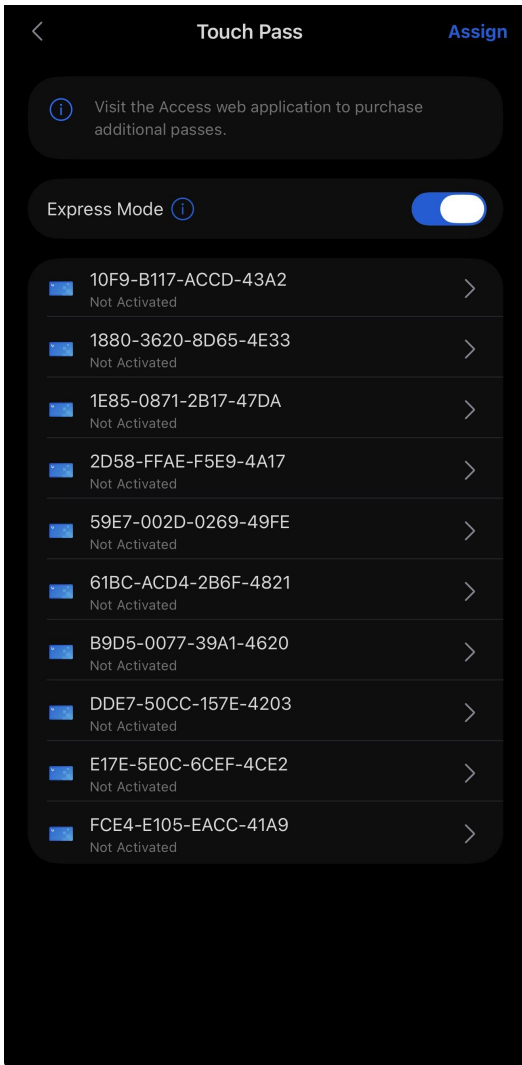 Touch Pass
Assign
Visit the Access web application to purchase
additional passes.
Express Mode
10F9-B117-ACCD-43A2
Not Activated
1880-3620-8D65-4E33
Not Activated
1E85-0871-2B17-47DA
Not Activated
2D58-FFAE-F5E9-4A17
Not Activated
59E7-002D-0269-49FE
Not Activated
61BC-ACD4-2B6F-4821
Not Activated
B9D5-0077-39A1-4620
Not Activated
DDE7-50CC-157E-4203
Not Activated
E17E-5E0C-6CEF-4CE2
Not Activated
FCE4-E105-EACC-41A9
Not Activated